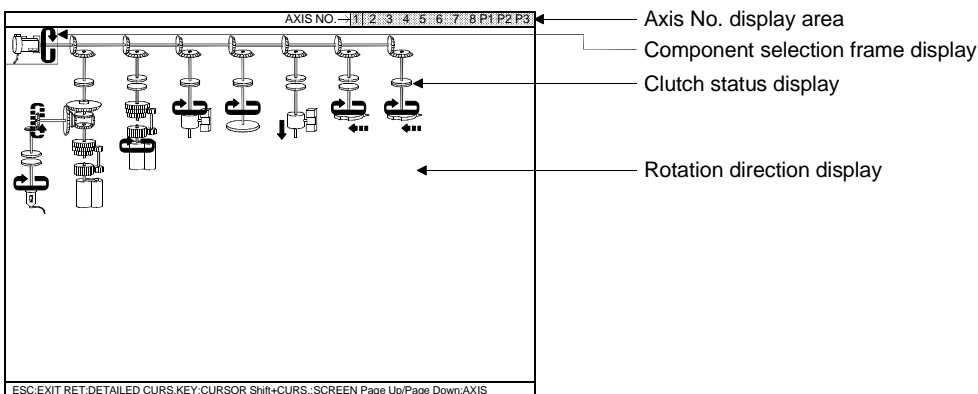 AXIS NO.→ 1 2 3 4 5 6 7 8 P1 P2 P3
Axis No. display area
Component selection frame display
Clutch status display
Rotation direction display
ESC:EXIT RET:DETAILED CURS.KEY:CURSOR Shift+CURS.:SCREEN Page Up/Page Down:AXIS